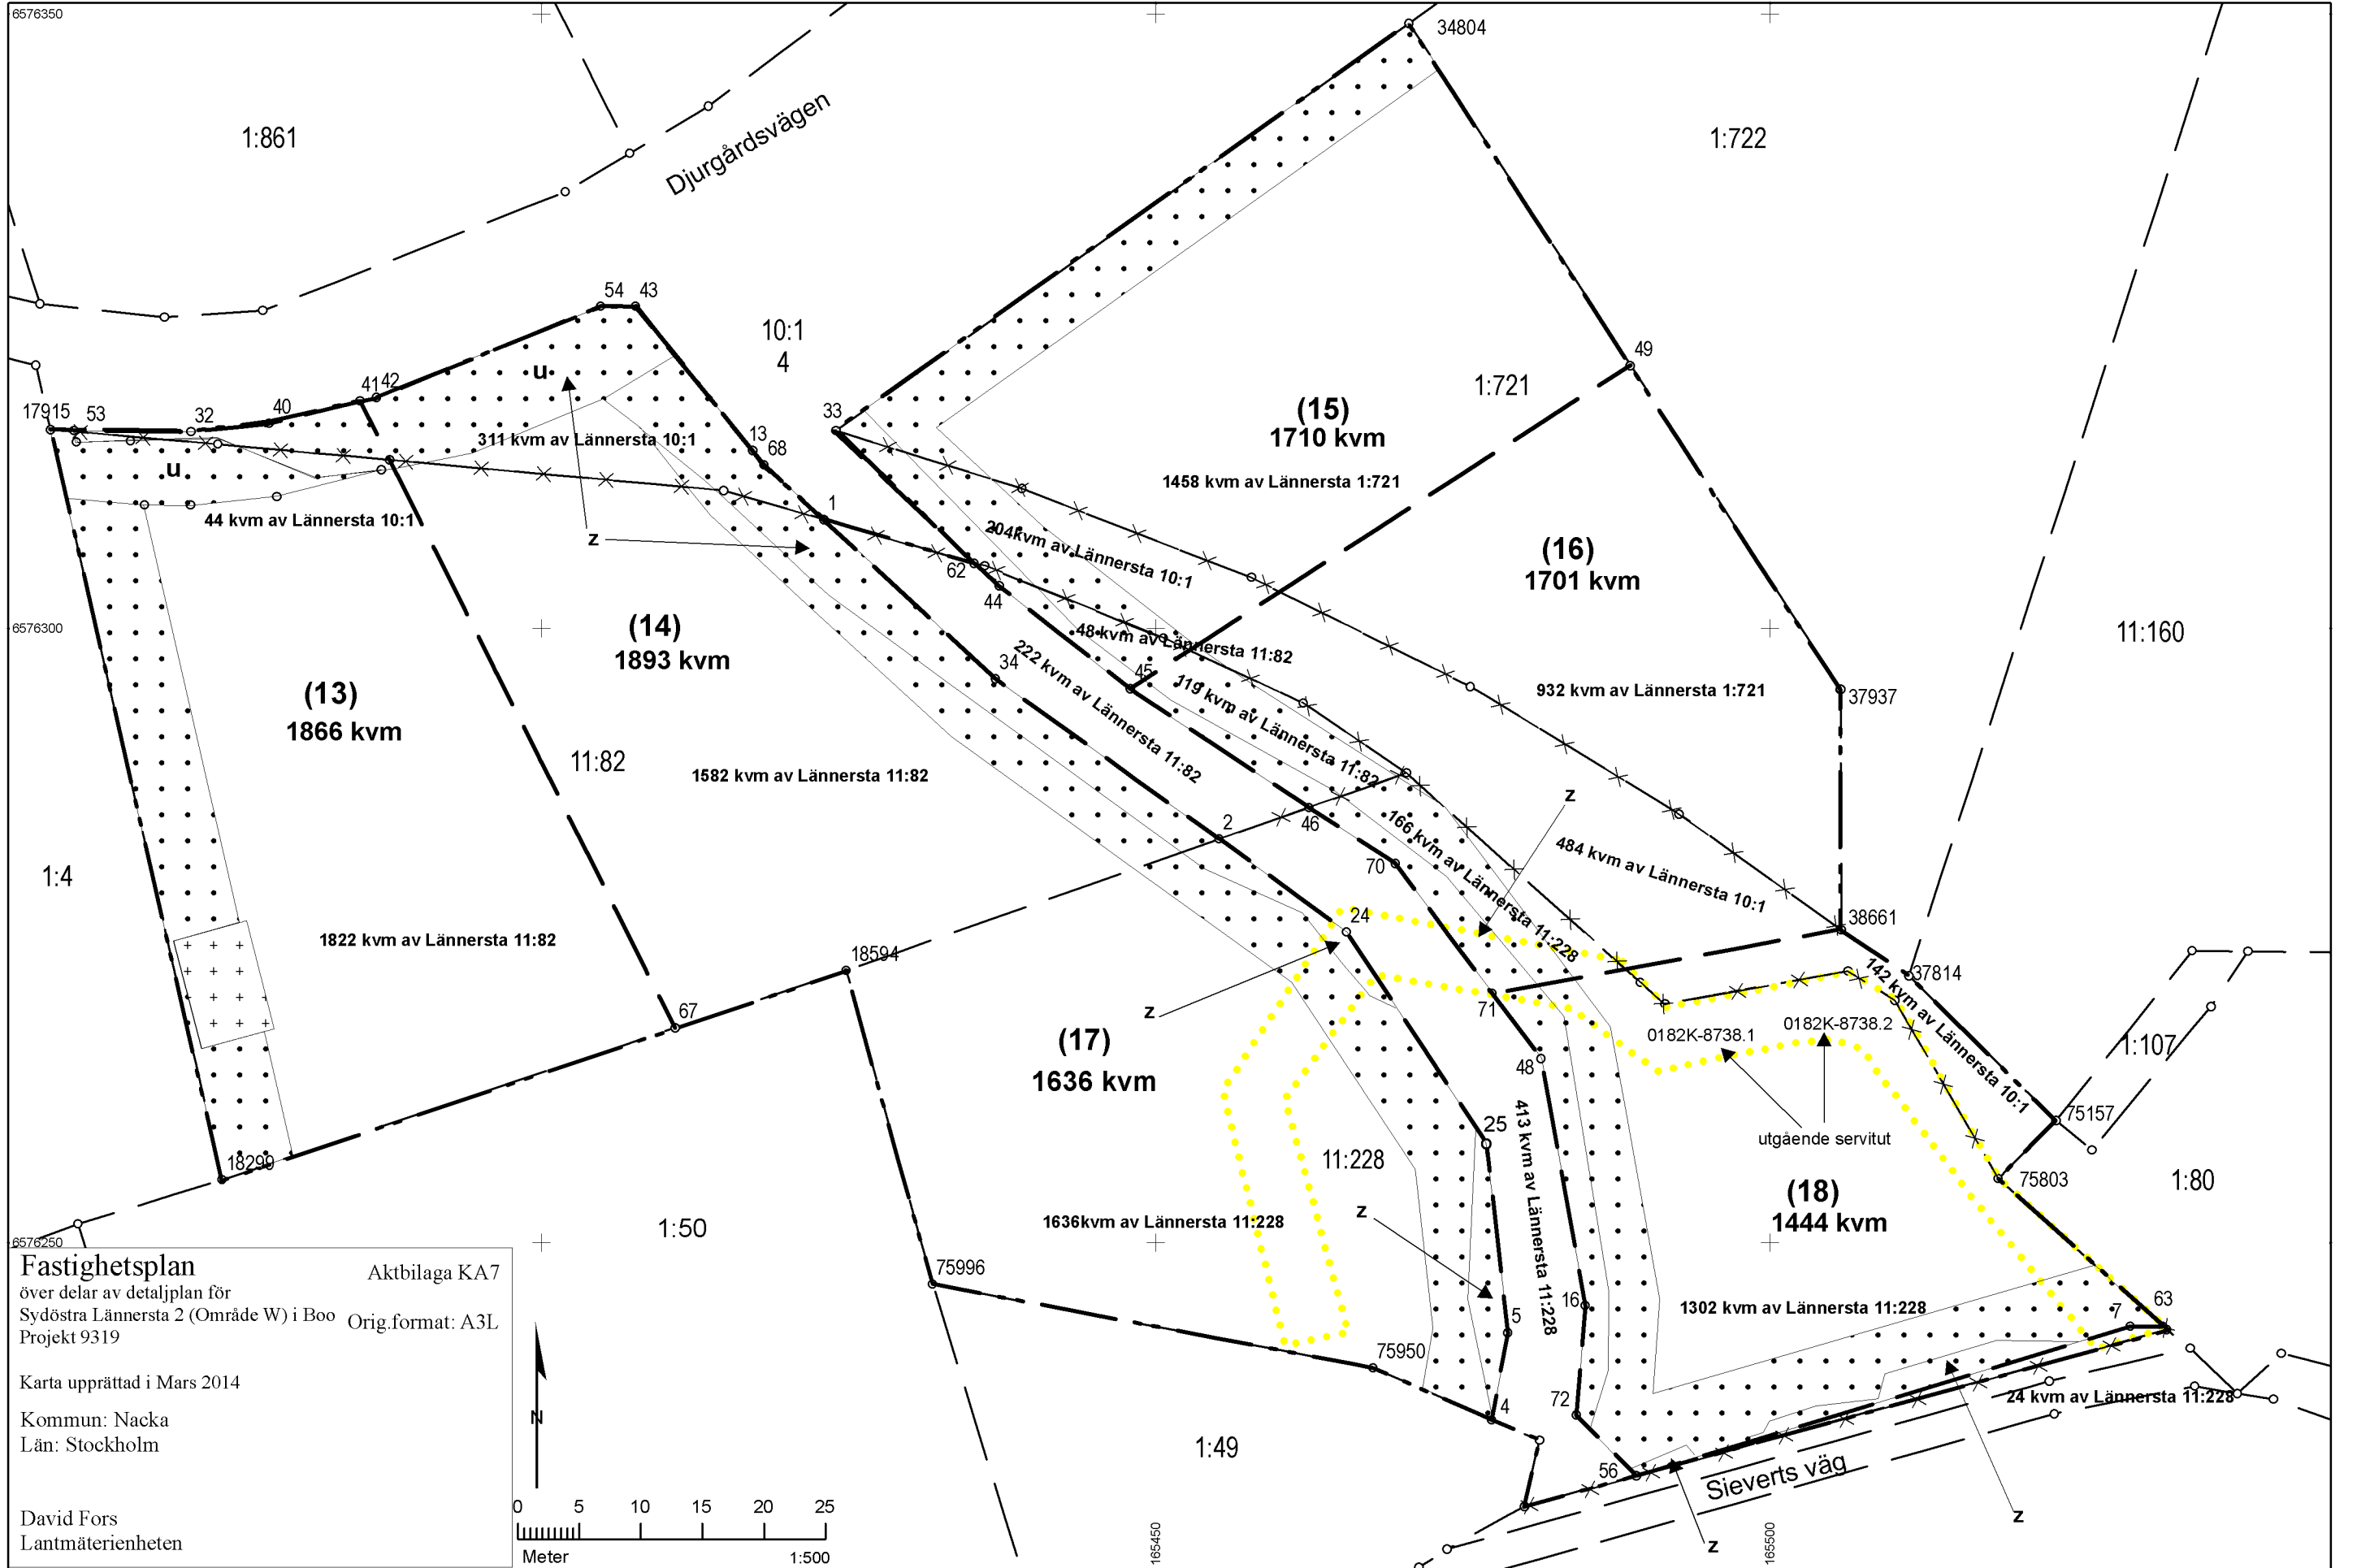 6576350
34804
1:861
Djurgårdsvägen
1:722
54
43
10:1
4
49
41
42
1:721
17915
53
32
40
33
(15)
1710 kvm
u
13
68
311 kvm av Lännersta 10:1
u
1458 kvm av Lännersta 1:721
44 kvm av Lännersta 10:1
1
z
204kvm av Lännersta 10:1
(16)
1701 kvm
62
44
6576300
(14)
1893 kvm
48 kvm av Lännersta 11:82
11:160
34
222 kvm av Lännersta 11:82
45
119 kvm av Lännersta 11:82
932 kvm av Lännersta 1:721
37937
(13)
1866 kvm
11:82
1582 kvm av Lännersta 11:82
z
2
46
166 kvm av Lännersta 11:228
484 kvm av Lännersta 10:1
70
1:4
24
38661
1822 kvm av Lännersta 11:82
18594
37814
142 kvm av Lännersta 10:1
z
67
71
(17)
1636 kvm
0182K-8738.1
0182K-8738.2
1:107
48
75157
25
413 kvm av Lännersta 11:228
utgående servitut
11:228
18299
75803
1:80
(18)
1444 kvm
1:50
1636kvm av Lännersta 11:228
z
6576250
75996
16
1302 kvm av Lännersta 11:228
63
7
5
75950
72
4
24 kvm av Lännersta 11:228
1:49
56
Sieverts väg
z
z
165450
165500
Fastighetsplan
Aktbilaga KA7
över delar av detaljplan för
Sydöstra Lännersta 2 (Område W) i Boo
Orig.format: A3L
Projekt 9319
Karta upprättad i Mars 2014
Kommun: Nacka
Län: Stockholm
David Fors
Lantmäterienheten
N
0 5 10 15 20 25
Meter
1:500